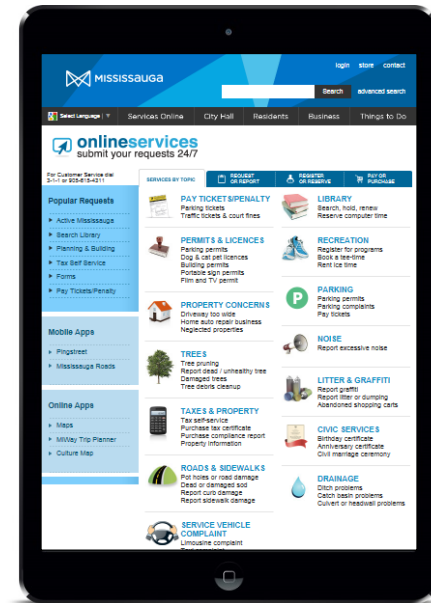 login store contact
MISSISSAUGA
Search advanced search
Select Language | ▼ Services Online City Hall Residents Business Things to Do
onlineservices
submit your requests 24/7
For Customer Service dial
3-1-1 or 905-615-4311
SERVICES BY TOPIC
REQUEST
OR REPORT
REGISTER
OR RESERVE
PAY OR
PURCHASE
Popular Requests
Active Mississauga
Search Library
Planning & Building
Tax Self Service
Forms
Pay Tickets/Penalty
Mobile Apps
Pingstreet
Mississauga Roads
Online Apps
Maps
MiWay Trip Planner
Culture Map
PAY TICKETS/PENALTY
Parking tickets
Traffic tickets & court fines
PERMITS & LICENCES
Parking permits
Dog & cat pet licences
Building permits
Portable sign permits
Film and TV permit
PROPERTY CONCERNS
Driveway too wide
Home auto repair business
Neglected properties
TREES
Tree pruning
Report dead / unhealthy tree
Damaged trees
Tree debris cleanup
TAXES & PROPERTY
Tax self-service
Purchase tax certificate
Purchase compliance report
Property information
ROADS & SIDEWALKS
Pot holes or road damage
Dead or damaged sod
Report curb damage
Report sidewalk damage
SERVICE VEHICLE
COMPLAINT
Limousine complaint
LIBRARY
Search, hold, renew
Reserve computer time
RECREATION
Register for programs
Book a tee-time
Rent ice time
P
PARKING
Parking permits
Parking complaints
Pay tickets
NOISE
Report excessive noise
LITTER & GRAFFITI
Report graffiti
Report litter or dumping
Abandoned shopping carts
CIVIC SERVICES
Birthday certificate
Anniversary certificate
Civil marriage ceremony
DRAINAGE
Ditch problems
Catch basin problems
Culvert or headwall problems